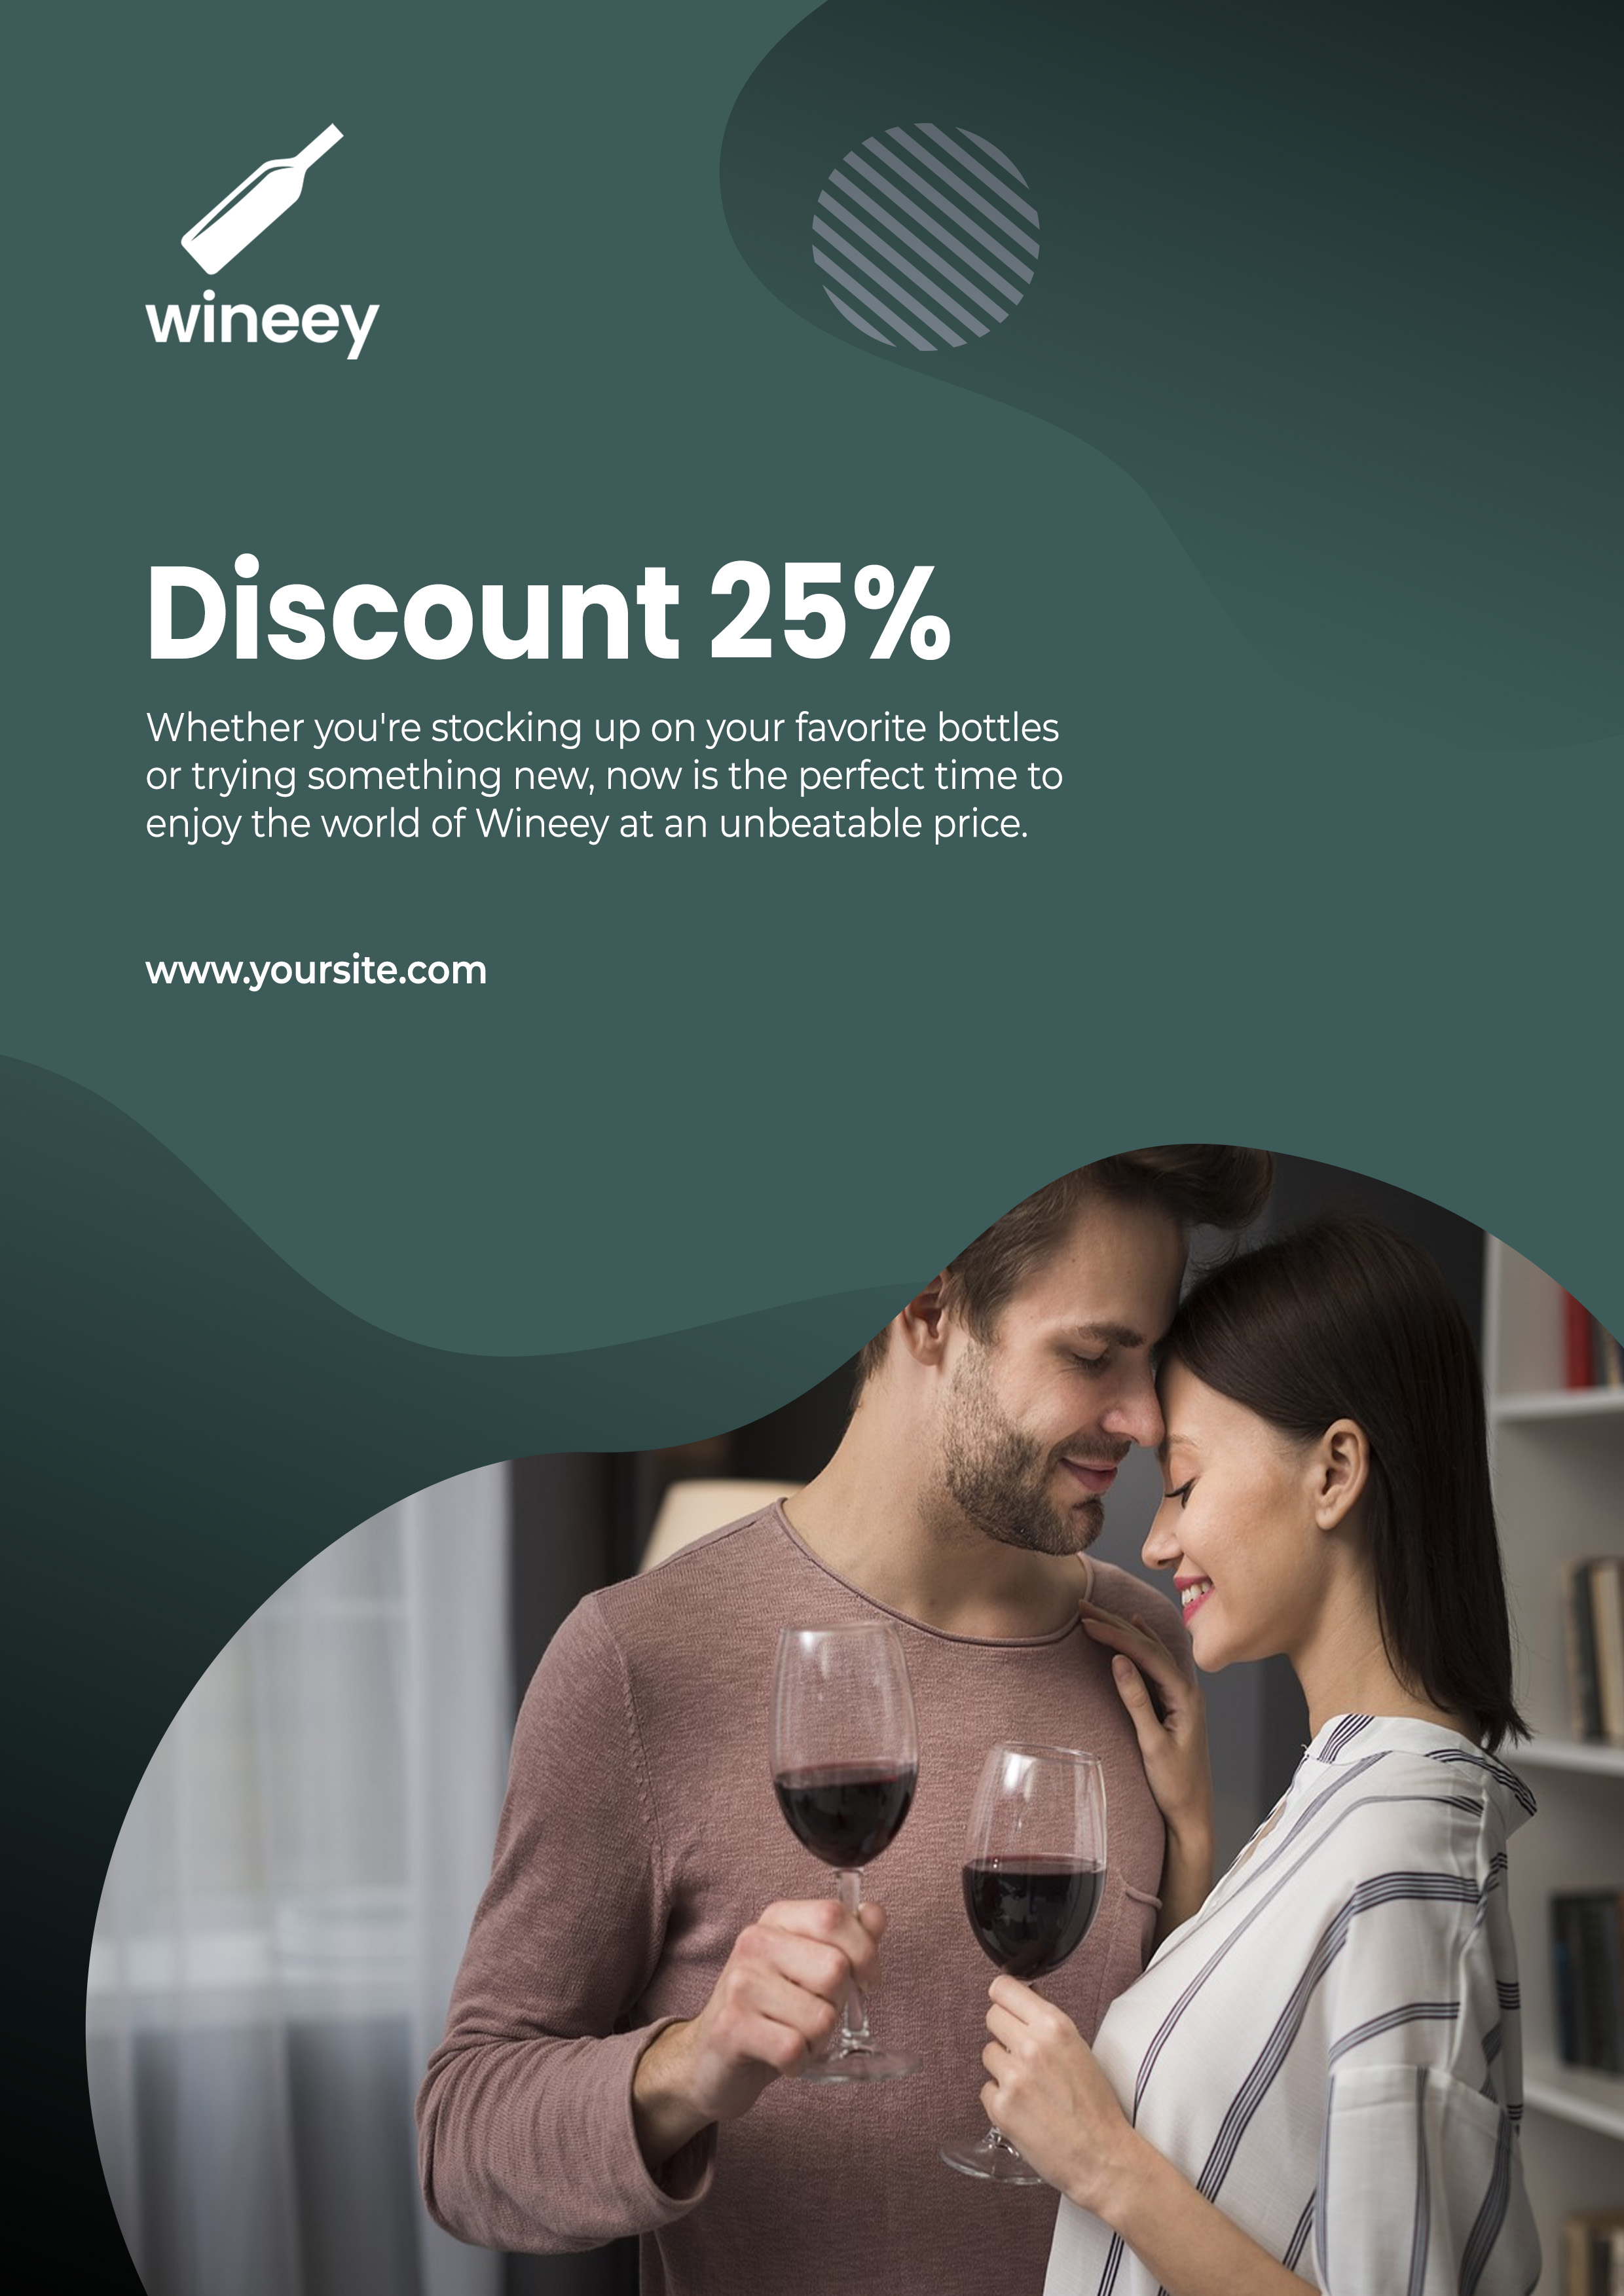 wineey
Discount 25%
Whether you're stocking up on your favorite bottles
or trying something new, now is the perfect time to
enjoy the world of Wineey at an unbeatable price.
www.yoursite.com